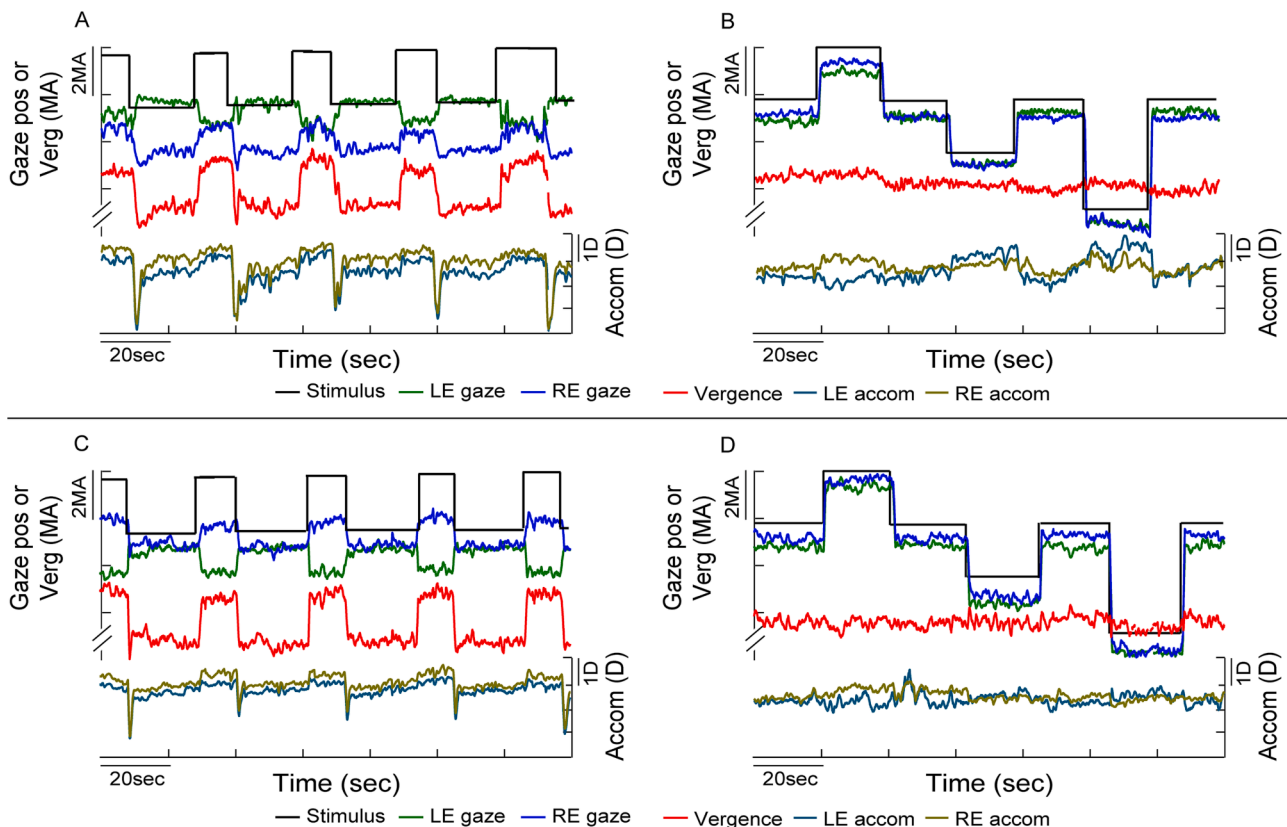 A
B
2MA
Gaze pos or
Verg (MA)
1D
Accom (D)
20sec
Time (sec)
2MA
Gaze pos or
Verg (MA)
1D
Accom (D)
20sec
Time (sec)
Stimulus LE gaze RE gaze Vergence LE accom RE accom
C
D
2MA
Gaze pos or
Verg (MA)
1D
Accom (D)
20sec
Time (sec)
2MA
Gaze pos or
Verg (MA)
1D
Accom (D)
20sec
Time (sec)
Stimulus LE gaze RE gaze Vergence LE accom RE accom